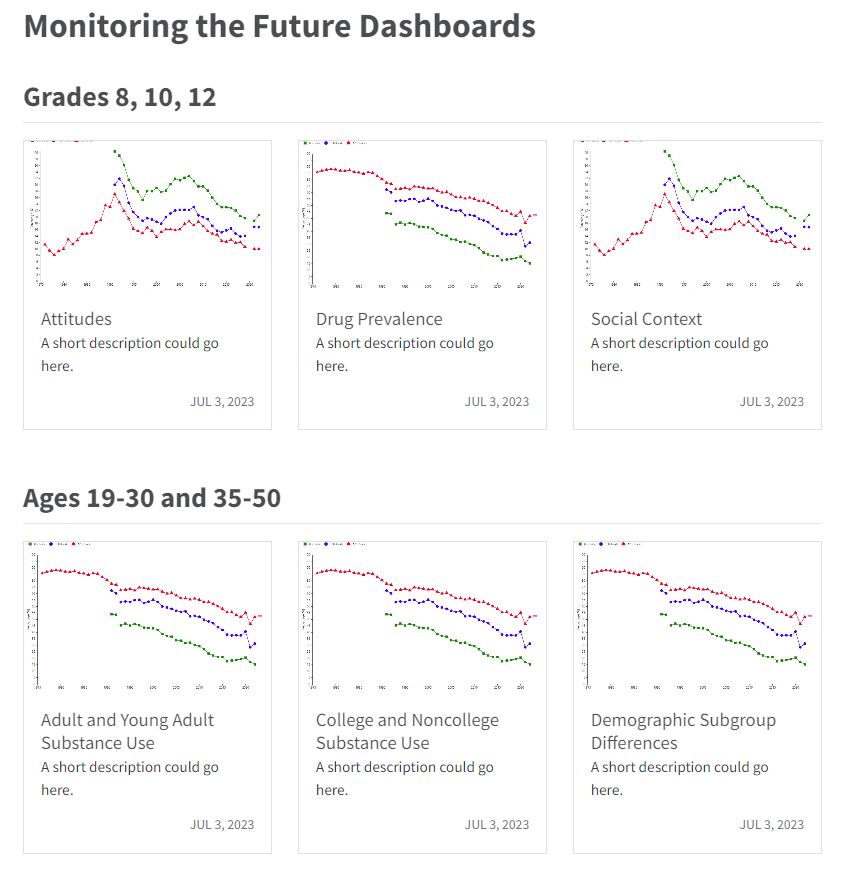 Monitoring the Future Dashboards
Grades 8, 10, 12
Attitudes
A short description could go
here.
JUL 3, 2023
Drug Prevalence
A short description could go
here.
JUL 3, 2023
Social Context
A short description could go
here.
JUL 3, 2023
Ages 19-30 and 35-50
Adult and Young Adult
Substance Use
A short description could go
here.
JUL 3, 2023
College and Noncollege
Substance Use
A short description could go
here.
JUL 3, 2023
Demographic Subgroup
Differences
A short description could go
here.
JUL 3, 2023